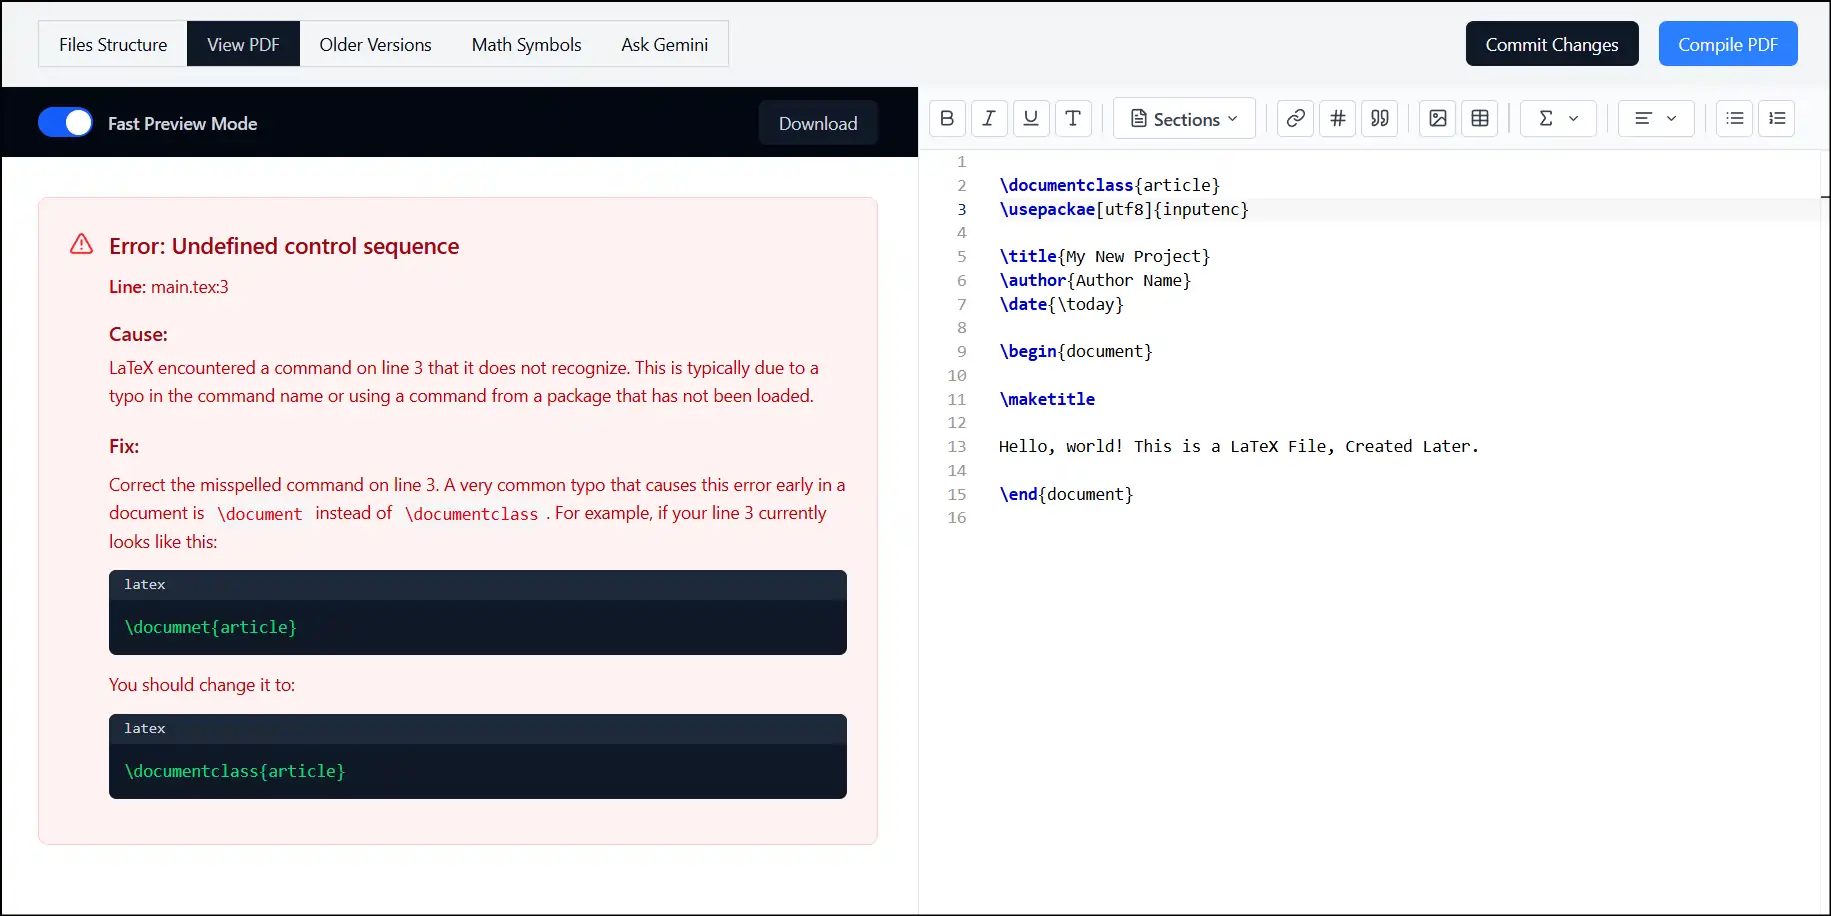 Files Structure View PDF Older Versions Math Symbols Ask Gemini Commit Changes Compile PDF
Fast Preview Mode Download
Error: Undefined control sequence
Line: main.tex:3
Cause:
LaTeX encountered a command on line 3 that it does not recognize. This is typically due to a
typo in the command name or using a command from a package that has not been loaded.
Fix:
Correct the misspelled command on line 3. A very common typo that causes this error early in a
document is \document instead of \documentclass . For example, if your line 3 currently
looks like this:
latex
\documnet{article}
You should change it to:
latex
\documentclass{article}
B I U T Sections # Σ
1
2 \documentclass{article}
3 \usepackae[utf8]{inputenc}
4
5 \title{My New Project}
6 \author{Author Name}
7 \date{\today}
8
9 \begin{document}
10
11 \maketitle
12
13 Hello, world! This is a LaTeX File, Created Later.
14
15 \end{document}
16